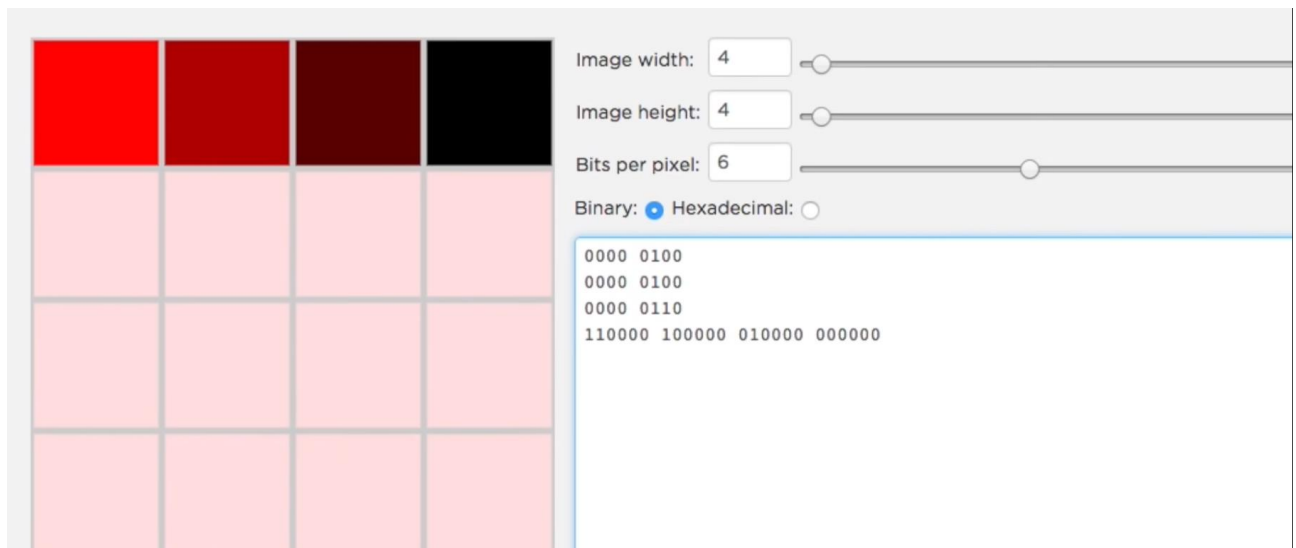 Image width: 4
Image height: 4
Bits per pixel: 6
Binary: Hexadecimal:
0000 0100
0000 0100
0000 0110
110000 100000 010000 000000